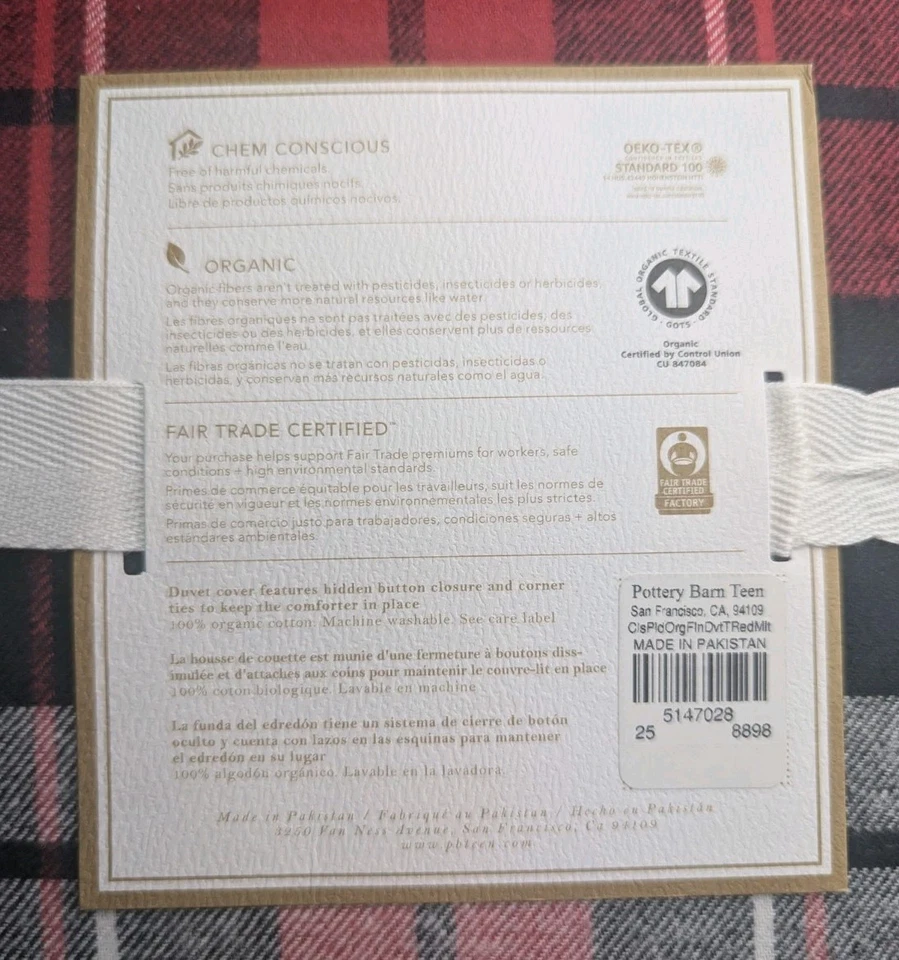 CHEM CONSCIOUS
Free of harmful chemicals.
Sans produits chimiques nocifs.
Libre de productos químicos nocivos.
OEKO-TEX®
STANDARD 100
ORGANIC
Organic fibers aren't treated with pesticides, insecticides or herbicides,
and they conserve more natural resources like water.
Les fibres organiques ne sont pas traitées avec des pesticides, des
insecticides ou des herbicides, et elles conservent plus de ressources
naturelles comme l'eau.
Las fibras orgánicas no se tratan con pesticidas, insecticidas o
herbicidas, y conservan más recursos naturales como el agua.
GLOBAL ORGANIC TEXTILE STANDARD
· GOTS ·
Organic
Certified by Control Union
CU 847084
FAIR TRADE CERTIFIED™
Your purchase helps support Fair Trade premiums for workers, safe
conditions + high environmental standards.
Primes de commerce équitable pour les travailleurs, suit les normes de
sécurité en vigueur et les normes environnementales les plus strictes.
Primas de comercio justo para trabajadores, condiciones seguras + altos
estándares ambientales.
FAIR TRADE
CERTIFIED
FACTORY
Duvet cover features hidden button closure and corner
ties to keep the comforter in place
100% organic cotton. Machine washable. See care label
La housse de couette est munie d'une fermeture à boutons diss-
imulée et d'attaches aux coins pour maintenir le couvre-lit en place
100% coton biologique. Lavable en machine
La funda del edredón tiene un sistema de cierre de botón
oculto y cuenta con lazos en las esquinas para mantener
el edredón en su lugar
100% algodón orgánico. Lavable en la lavadora.
Pottery Barn Teen
San Francisco, CA, 94109
ClsPldOrgFlnDvtTRedMlt
MADE IN PAKISTAN
5147028
25 8898
Made in Pakistan / Fabriqué au Pakistan / Hecho en Pakistán
3250 Van Ness Avenue, San Francisco, Ca 94109
www.pbteen.com